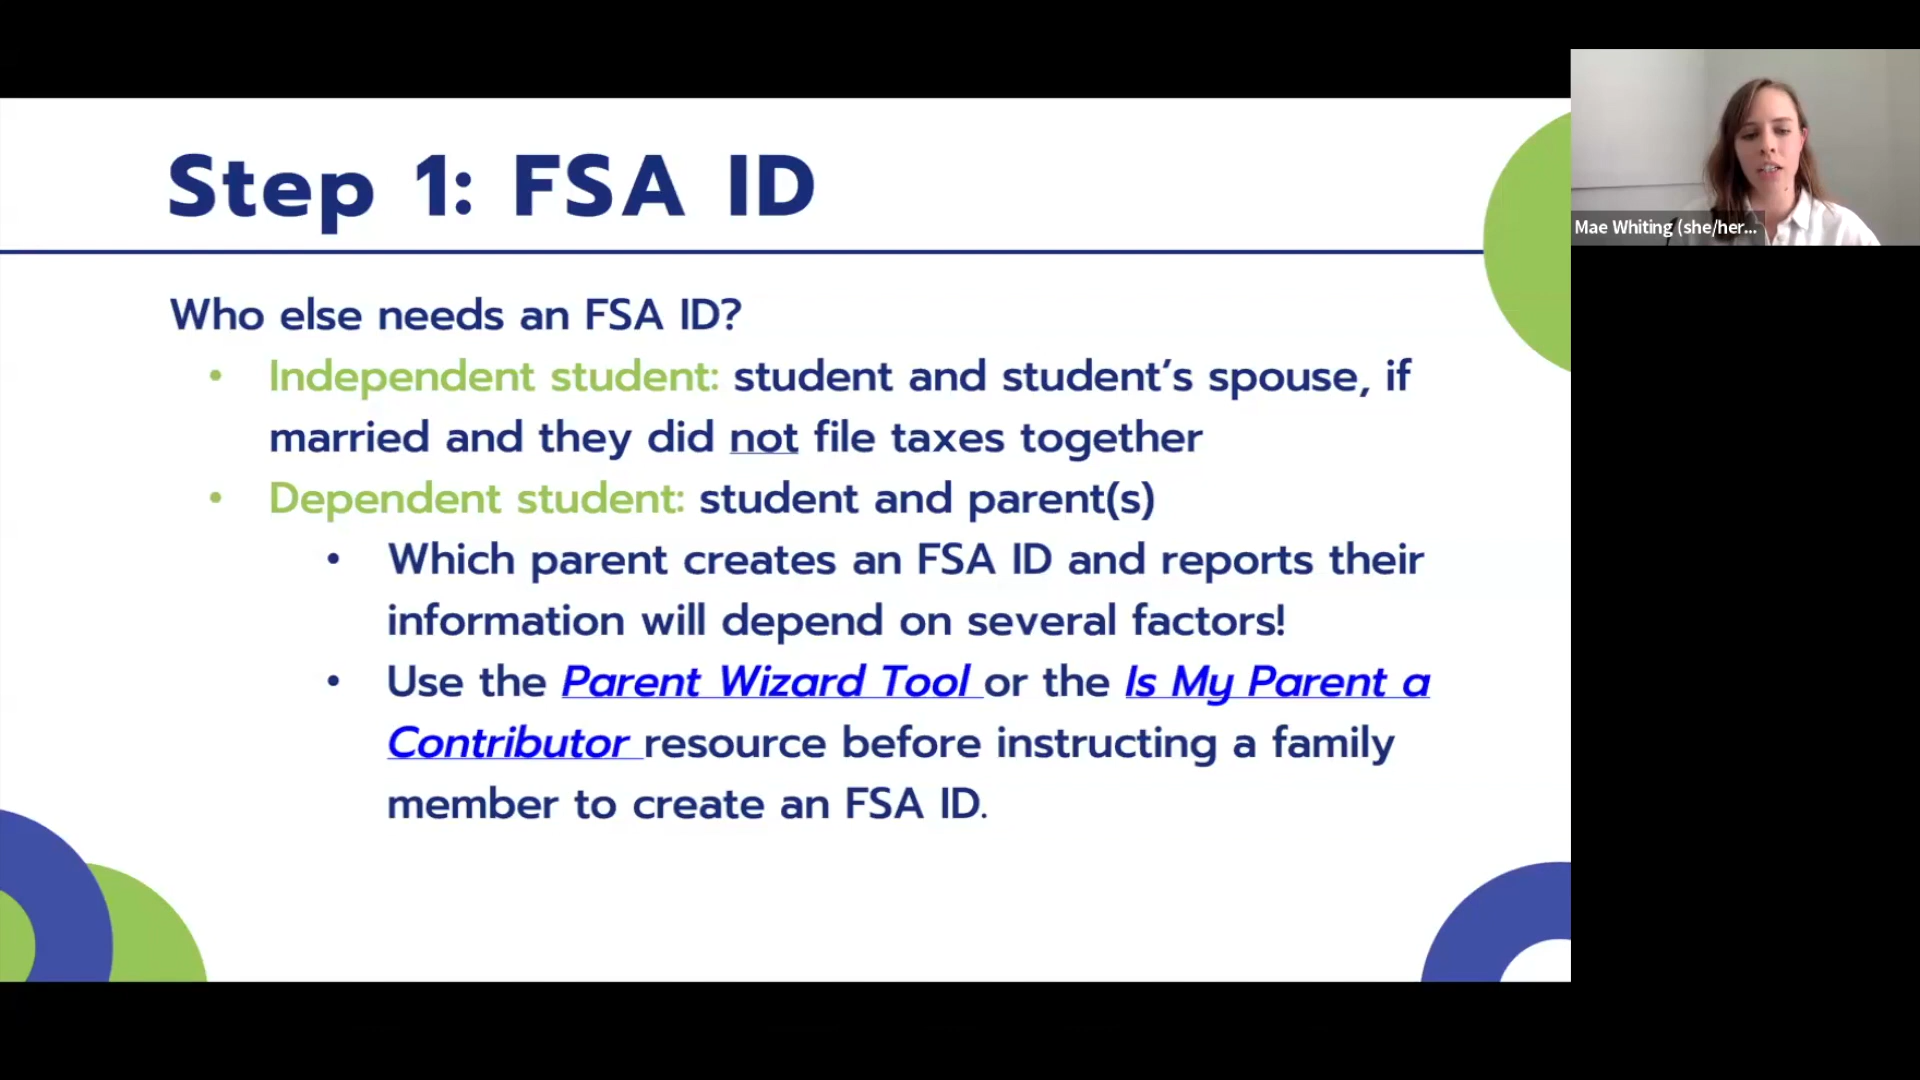 Step 1: FSA ID
Who else needs an FSA ID?
• Independent student: student and student’s spouse, if
married and they did not file taxes together
• Dependent student: student and parent(s)
• Which parent creates an FSA ID and reports their
information will depend on several factors!
• Use the Parent Wizard Tool or the Is My Parent a
Contributor resource before instructing a family
member to create an FSA ID.
Mae Whiting (she/her...